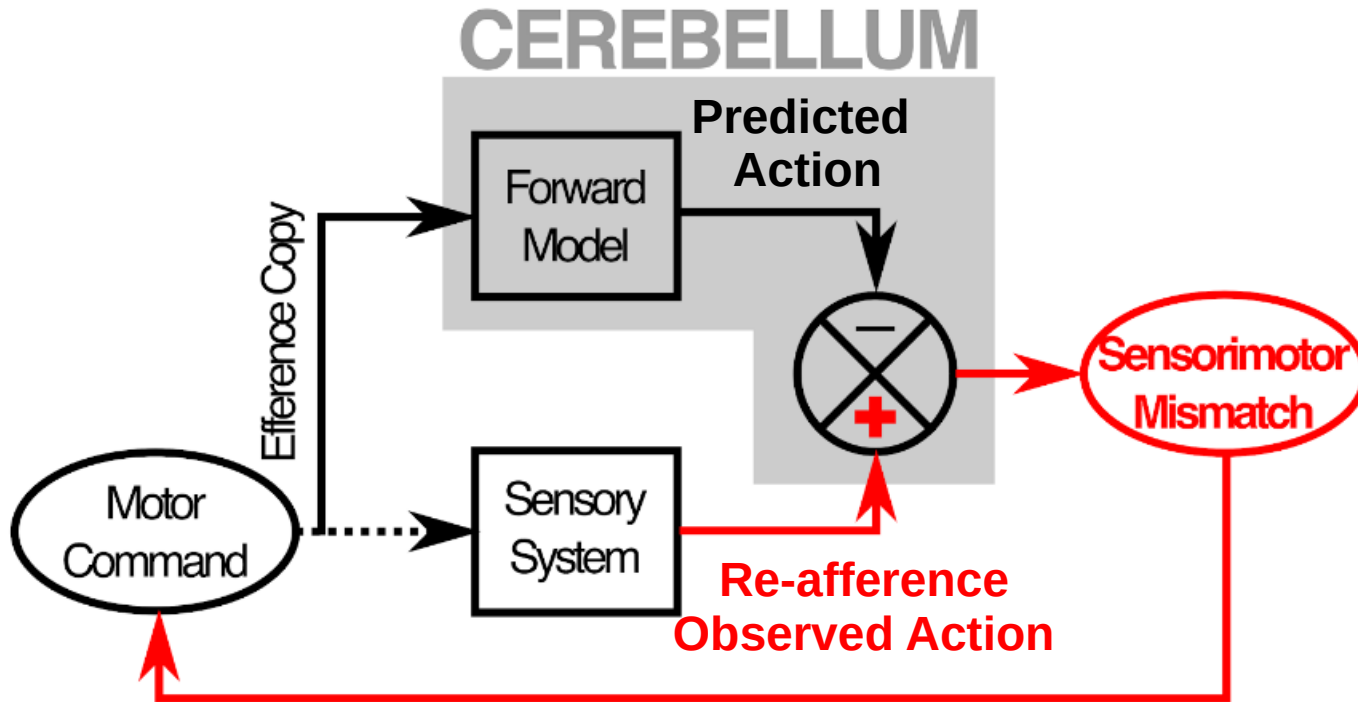 CEREBELLUM
Predicted
Action
Forward
Model
Efference Copy
−
+
Sensorimotor
Mismatch
Motor
Command
Sensory
System
Re-afference
Observed Action